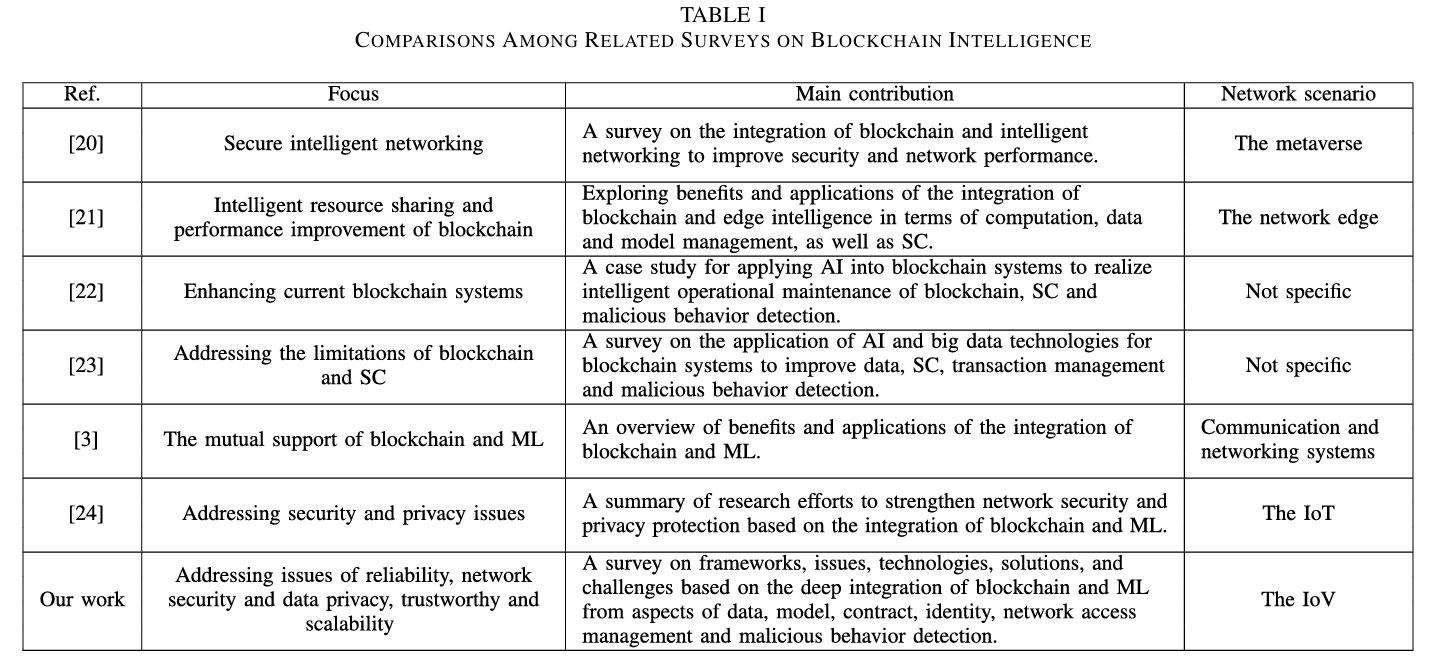 TABLE I
COMPARISONS AMONG RELATED SURVEYS ON BLOCKCHAIN INTELLIGENCE
Ref.
Focus
Main contribution
Network scenario
[20]
Secure intelligent networking
A survey on the integration of blockchain and intelligent
networking to improve security and network performance.
The metaverse
[21]
Intelligent resource sharing and
performance improvement of blockchain
Exploring benefits and applications of the integration of
blockchain and edge intelligence in terms of computation, data
and model management, as well as SC.
The network edge
[22]
Enhancing current blockchain systems
A case study for applying AI into blockchain systems to realize
intelligent operational maintenance of blockchain, SC and
malicious behavior detection.
Not specific
[23]
Addressing the limitations of blockchain
and SC
A survey on the application of AI and big data technologies for
blockchain systems to improve data, SC, transaction management
and malicious behavior detection.
Not specific
[3]
The mutual support of blockchain and ML
An overview of benefits and applications of the integration of
blockchain and ML.
Communication and
networking systems
[24]
Addressing security and privacy issues
A summary of research efforts to strengthen network security and
privacy protection based on the integration of blockchain and ML.
The IoT
Our work
Addressing issues of reliability, network
security and data privacy, trustworthy and
scalability
A survey on frameworks, issues, technologies, solutions, and
challenges based on the deep integration of blockchain and ML
from aspects of data, model, contract, identity, network access
management and malicious behavior detection.
The IoV